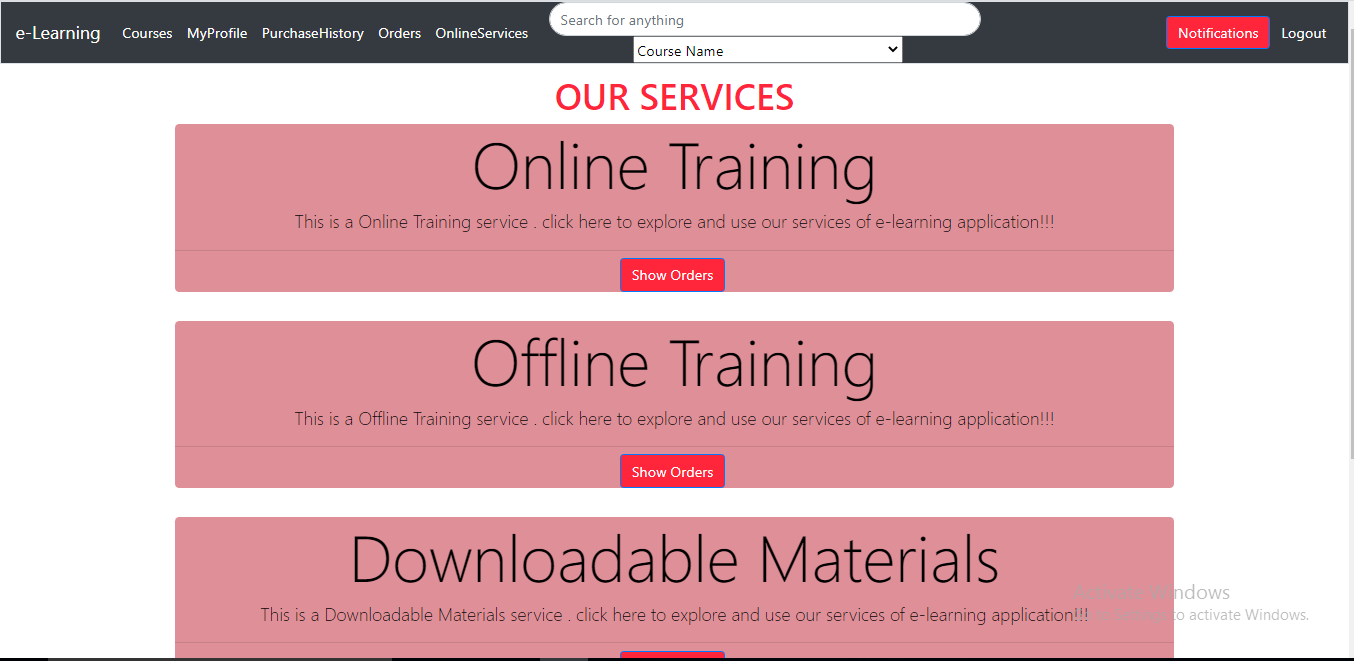 e-Learning Courses MyProfile PurchaseHistory Orders OnlineServices Search for anything Notifications Logout
Course Name
OUR SERVICES
Online Training
This is a Online Training service . click here to explore and use our services of e-learning application!!!
Show Orders
Offline Training
This is a Offline Training service . click here to explore and use our services of e-learning application!!!
Show Orders
Downloadable Materials
Activate Windows
This is a Downloadable Materials service . click here to explore and use our services of e-learning application!!!
to activate Windows.